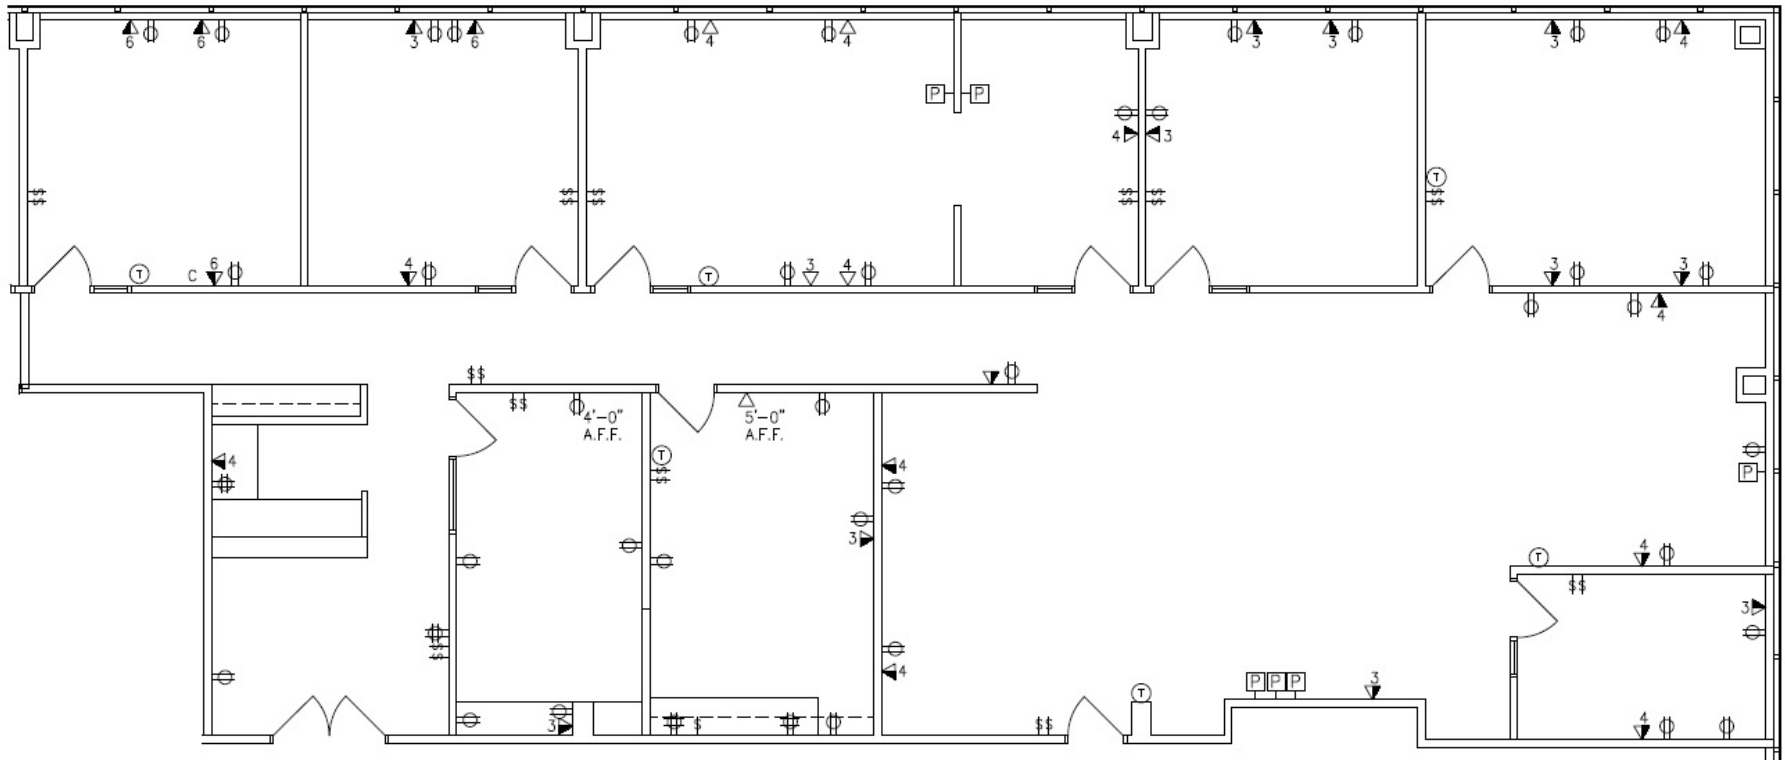 6 6 3 6 4 4 3 3 3 4
P P
4 3
T
$$ $$ $$ $$ $$ $$
T C 6 4 T 3 4 3 3
4
$$
$$ 4'-0" 5'-0"
A.F.F. A.F.F.
T
4 $$ 4
P
3
T 4
$$
3
$$
4
T P P P 3
3 $ $$ 4